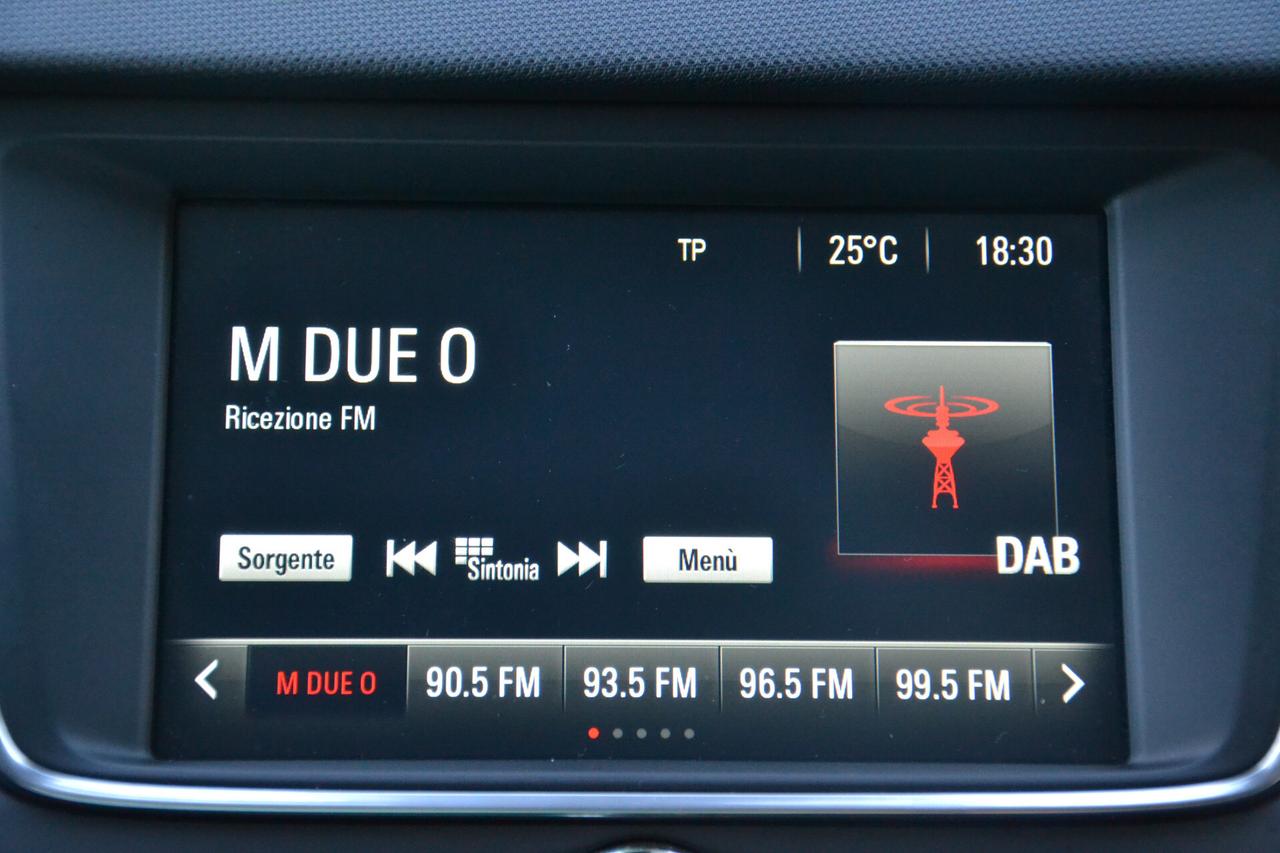 TP 25°C 18:30
M DUE O
Ricezione FM
Sorgente Sintonia Menù DAB
M DUE O 90.5 FM 93.5 FM 96.5 FM 99.5 FM